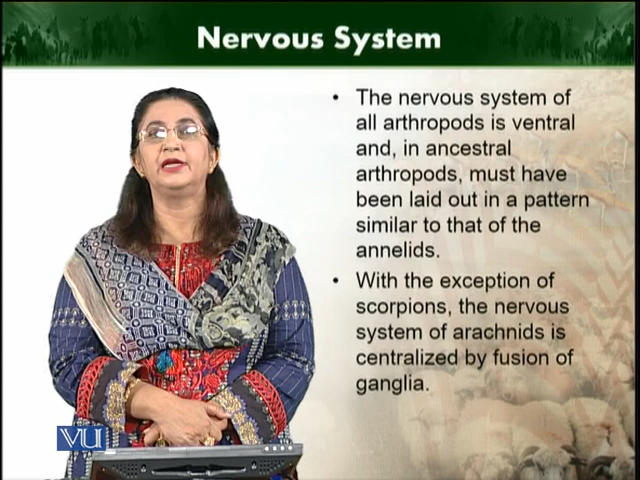 Nervous System
• The nervous system of
all arthropods is ventral
and, in ancestral
arthropods, must have
been laid out in a pattern
similar to that of the
annelids.
• With the exception of
scorpions, the nervous
system of arachnids is
centralized by fusion of
ganglia.
VU